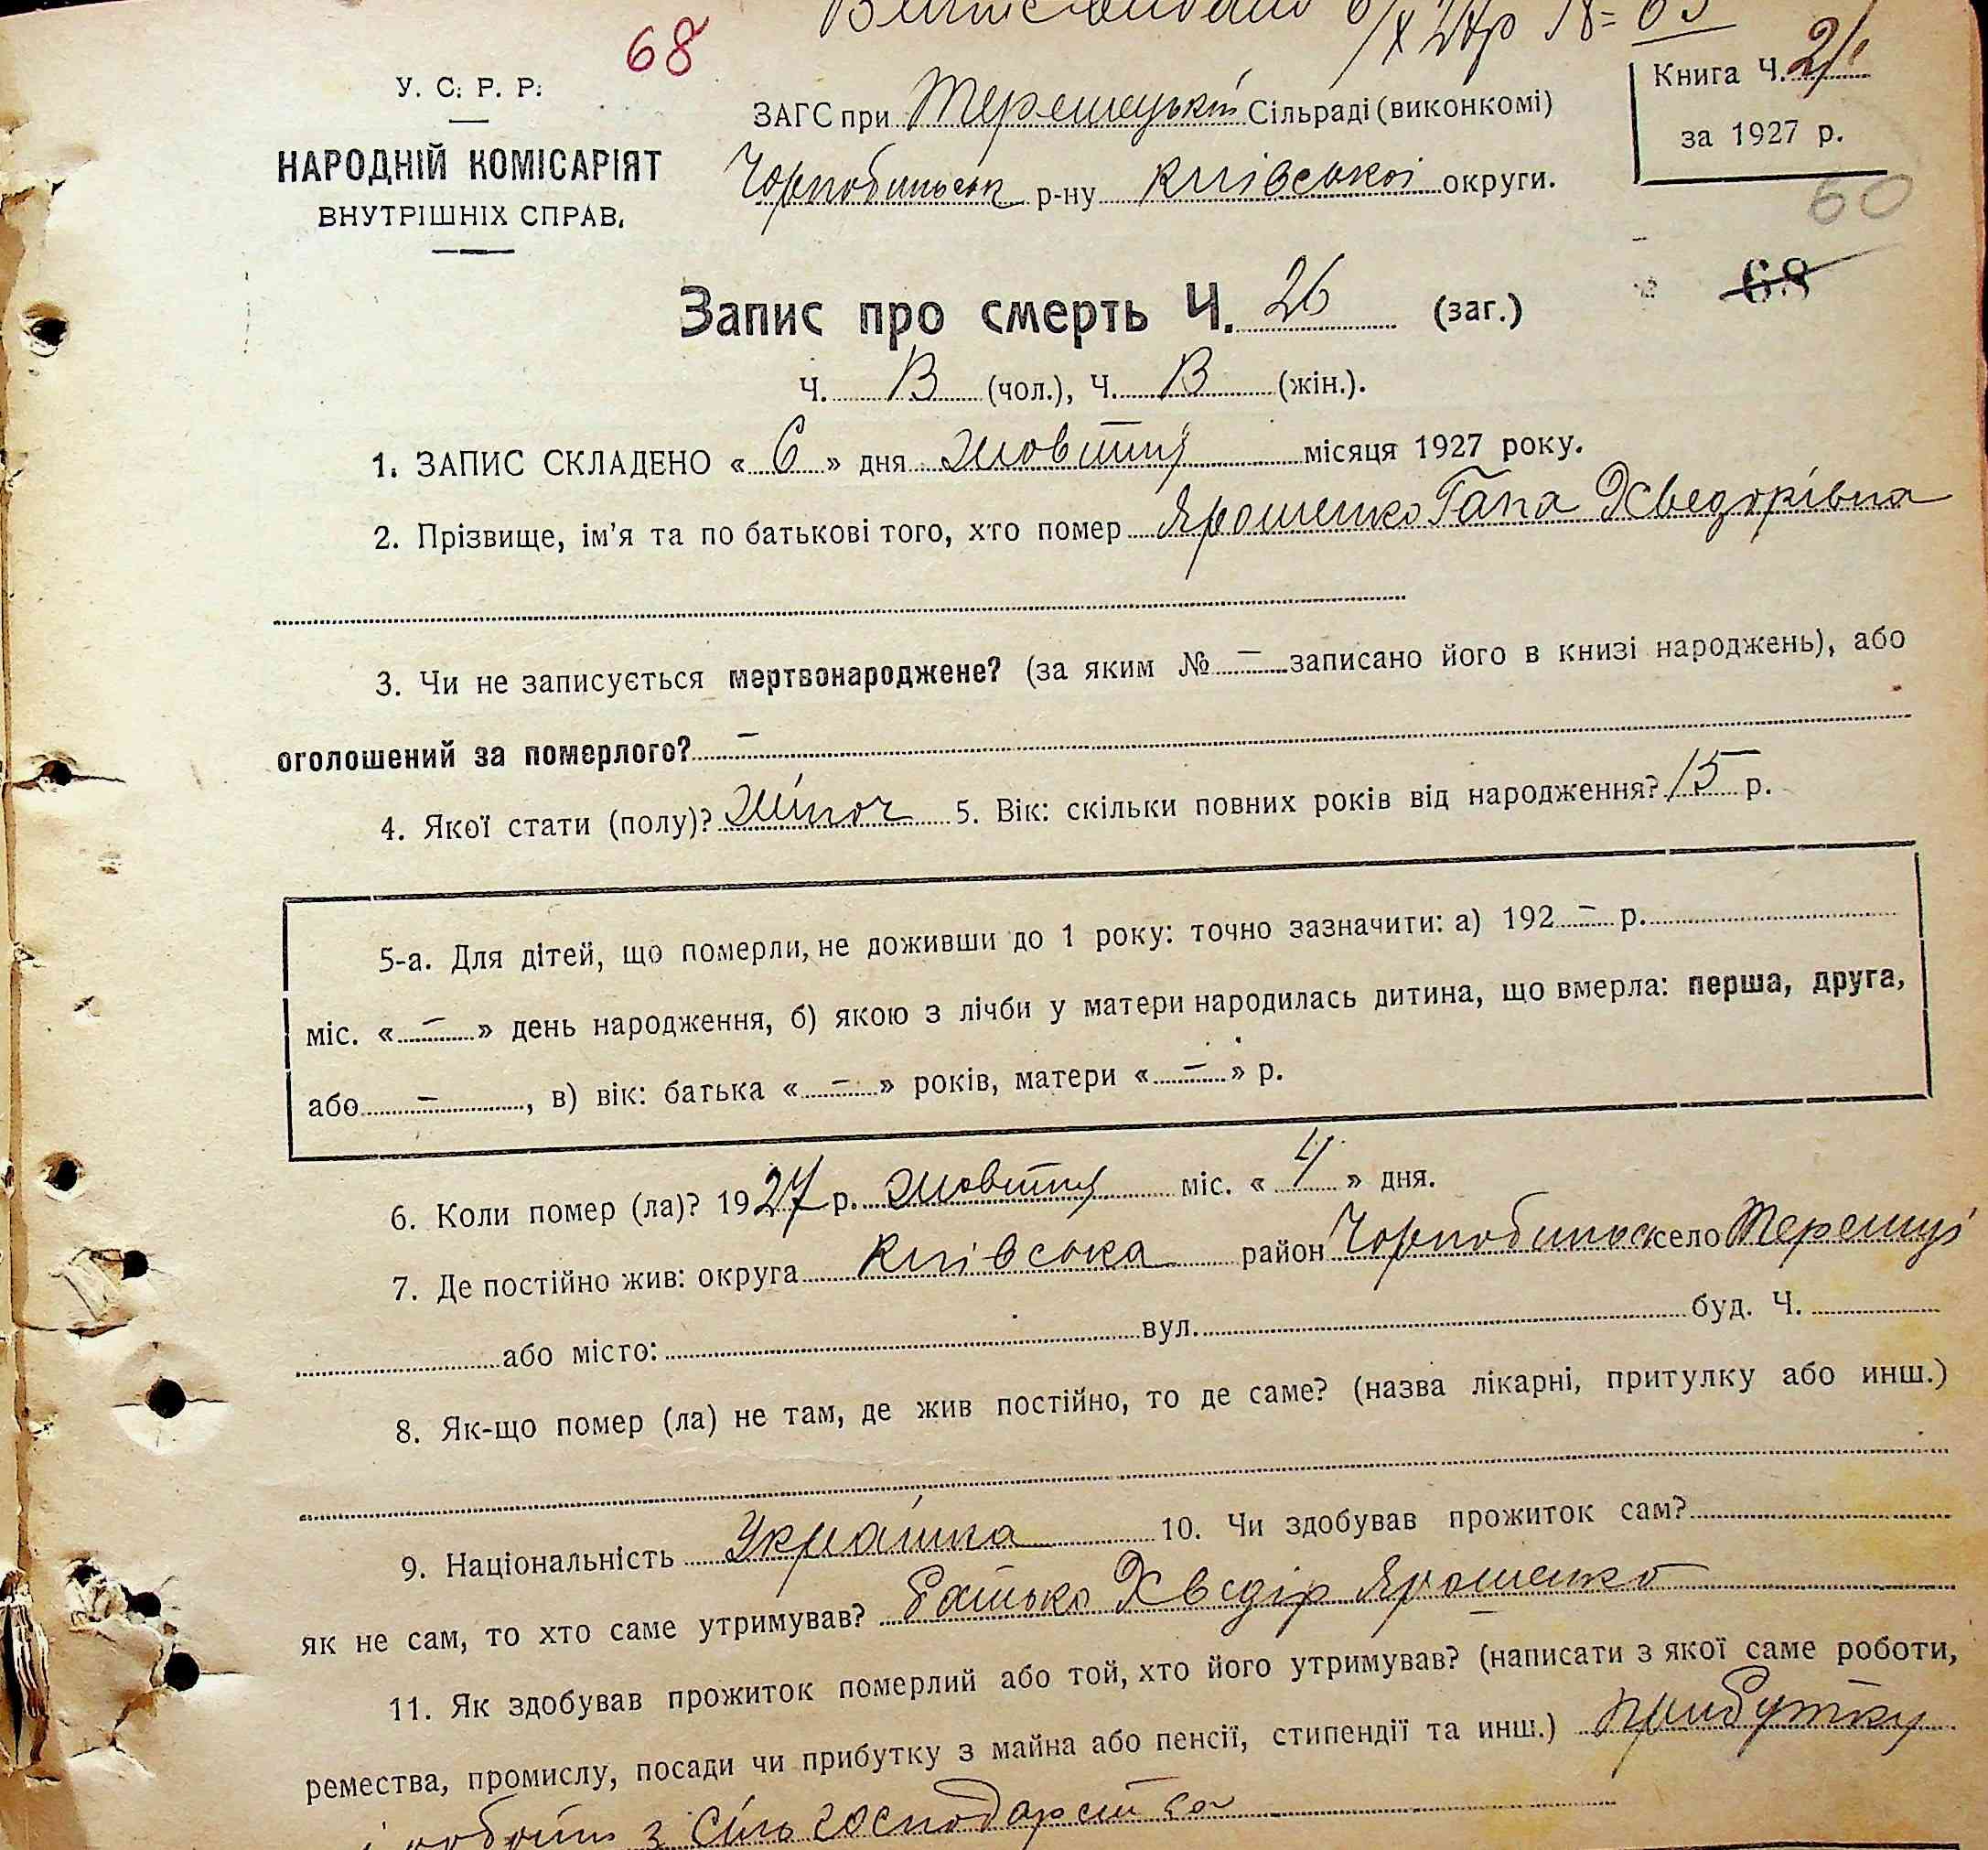 68
У. С. Р. Р.
НАРОДНІЙ КОМІСАРІЯТ
ВНУТРІШНІХ СПРАВ.
ЗАГС при Терешецькій Сільраді (виконкомі)
Чорнобильськ р-ну Київської округи.
Книга Ч. 2/1
за 1927 р.
60
68
Запис про смерть Ч. 26 (заг.)
Ч. 13 (чол.), Ч. 13 (жін.).
1. ЗАПИС СКЛАДЕНО « 6 » дня жовтня місяця 1927 року.
2. Прізвище, ім'я та по батькові того, хто помер Ярошенко Гапа Хведорівна
3. Чи не записується мертвонароджене? (за яким № – записано його в книзі народжень), або
оголошений за померлого? –
4. Якої стати (полу)? Жіноч 5. Вік: скільки повних років від народження? 15 р.
5-а. Для дітей, що померли, не доживши до 1 року: точно зазначити: а) 192 – р.
міс. « – » день народження, б) якою з лічби у матери народилась дитина, що вмерла: перша, друга,
або –, в) вік: батька « – » років, матери « – » р.
6. Коли помер (ла)? 1927 р. жовтня міс. « 4 » дня.
7. Де постійно жив: округа Київська район Чорнобильськ село Терешці
або місто: вул. буд. Ч.
8. Як-що помер (ла) не там, де жив постійно, то де саме? (назва лікарні, притулку або инш.)
9. Національність Українка 10. Чи здобував прожиток сам?
як не сам, то хто саме утримував? батько Хведір Ярошенко
11. Як здобував прожиток померлий або той, хто його утримував? (написати з якої саме роботи,
ремества, промислу, посади чи прибутку з майна або пенсії, стипендії та инш.) прибутку
з Сіль господарства